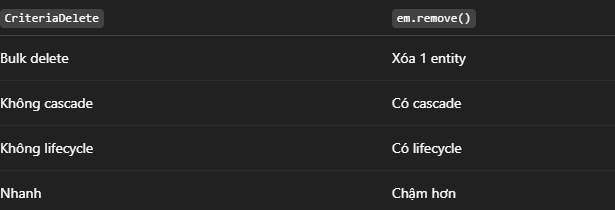 CriteriaDelete em.remove()
Bulk delete Xóa 1 entity
Không cascade Có cascade
Không lifecycle Có lifecycle
Nhanh Chậm hơn